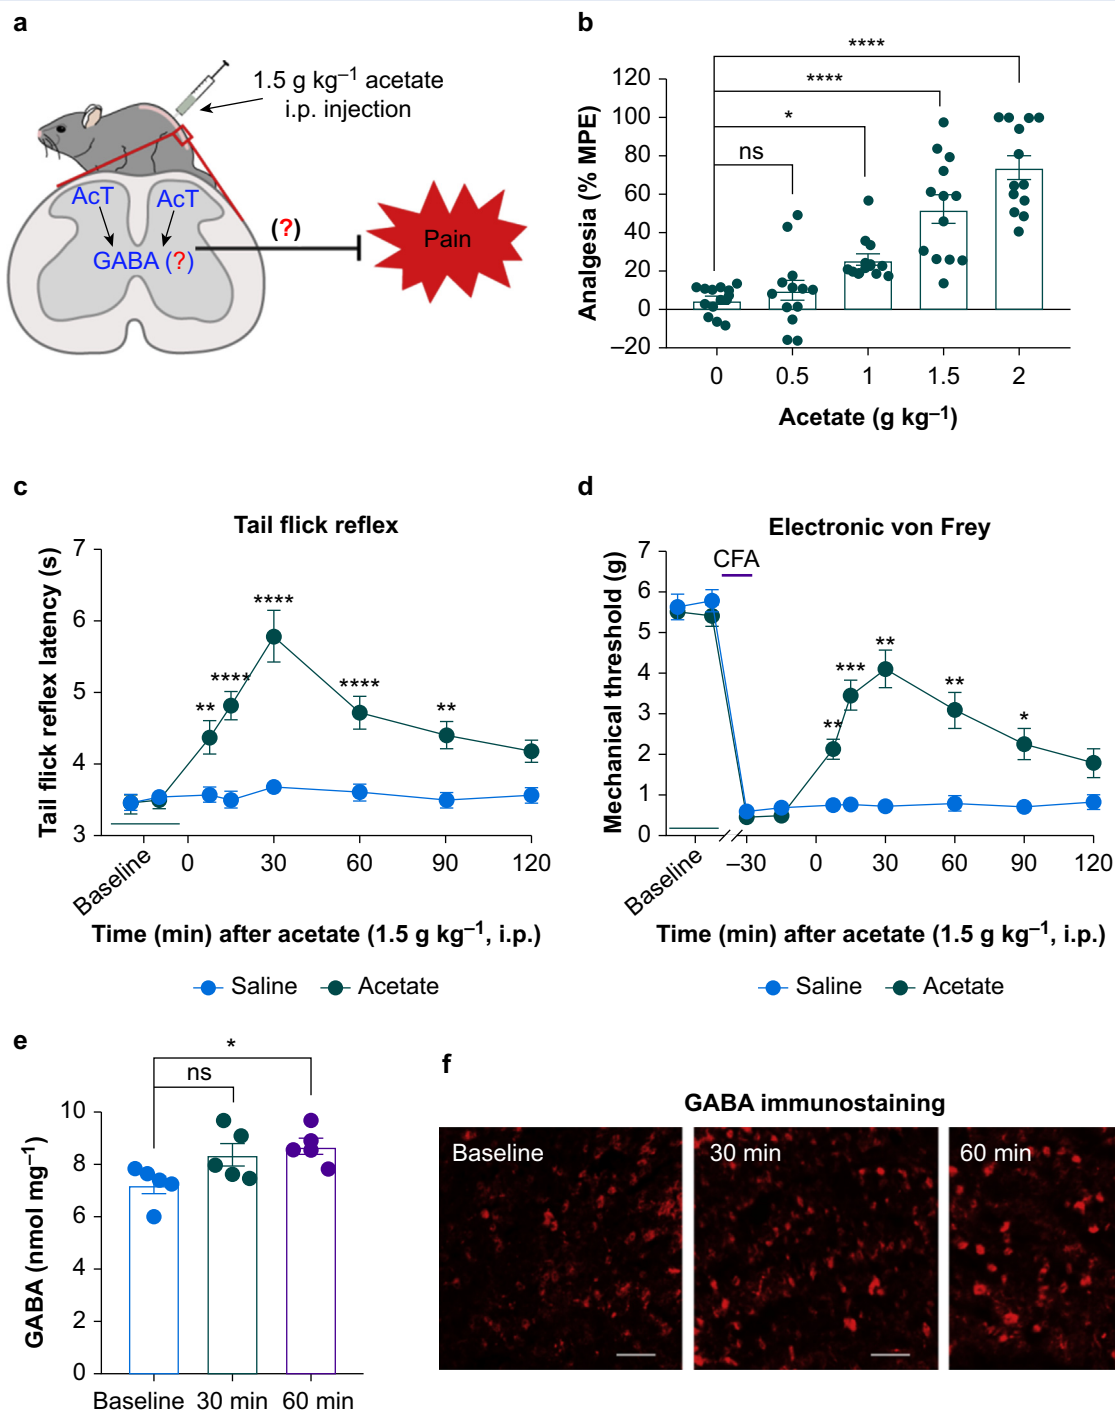 a
1.5 g kg⁻¹ acetate
i.p. injection
AcT
AcT
GABA (?)
(?)
Pain
b
****
****
*
ns
Analgesia (% MPE)
120
100
80
60
40
20
0
–20
0
0.5
1
1.5
2
Acetate (g kg⁻¹)
c
Tail flick reflex
Tail flick reflex latency (s)
7
6
5
4
3
**
****
****
****
**
Baseline
0
30
60
90
120
Time (min) after acetate (1.5 g kg⁻¹, i.p.)
Saline
Acetate
d
Electronic von Frey
Mechanical threshold (g)
7
6
5
4
3
2
1
0
CFA
**
***
**
**
*
Baseline
–30
0
30
60
90
120
Time (min) after acetate (1.5 g kg⁻¹, i.p.)
Saline
Acetate
e
*
ns
GABA (nmol mg⁻¹)
10
8
6
4
2
0
Baseline
30 min
60 min
f
GABA immunostaining
Baseline
30 min
60 min